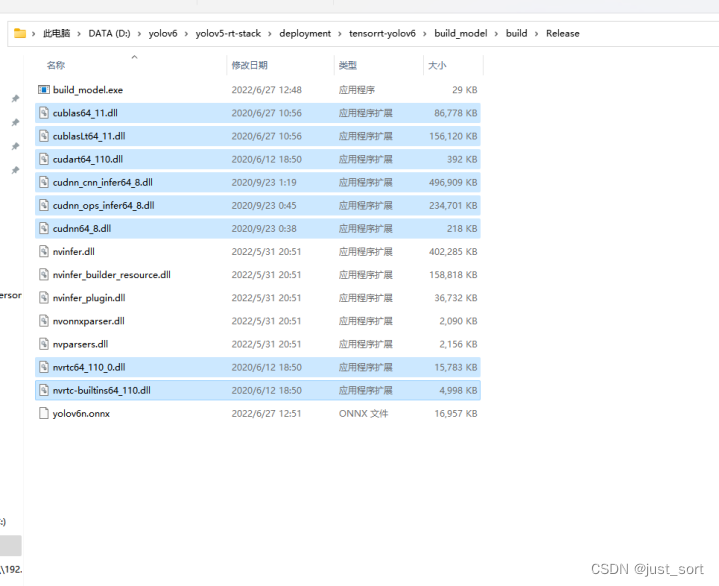 此电脑 > DATA (D:) > yolov6 > yolov5-rt-stack > deployment > tensorrt-yolov6 > build_model > build > Release
名称 修改日期 类型 大小
build_model.exe 2022/6/27 12:48 应用程序 29 KB
cublas64_11.dll 2020/6/27 10:56 应用程序扩展 86,778 KB
cublasLt64_11.dll 2020/6/27 10:56 应用程序扩展 156,120 KB
cudart64_110.dll 2020/6/12 18:50 应用程序扩展 392 KB
cudnn_cnn_infer64_8.dll 2020/9/23 1:19 应用程序扩展 496,909 KB
cudnn_ops_infer64_8.dll 2020/9/23 0:45 应用程序扩展 234,701 KB
cudnn64_8.dll 2020/9/23 0:38 应用程序扩展 218 KB
nvinfer.dll 2022/5/31 20:51 应用程序扩展 402,285 KB
nvinfer_builder_resource.dll 2022/5/31 20:51 应用程序扩展 158,818 KB
nvinfer_plugin.dll 2022/5/31 20:51 应用程序扩展 36,732 KB
ersor
nvonnxparser.dll 2022/5/31 20:51 应用程序扩展 2,090 KB
nvparsers.dll 2022/5/31 20:51 应用程序扩展 2,156 KB
nvrtc64_110_0.dll 2020/6/12 18:50 应用程序扩展 15,783 KB
nvrtc-builtins64_110.dll 2020/6/12 18:50 应用程序扩展 4,998 KB
yolov6n.onnx 2022/6/27 12:51 ONNX 文件 16,957 KB
:)
\\192.
CSDN @just_sort